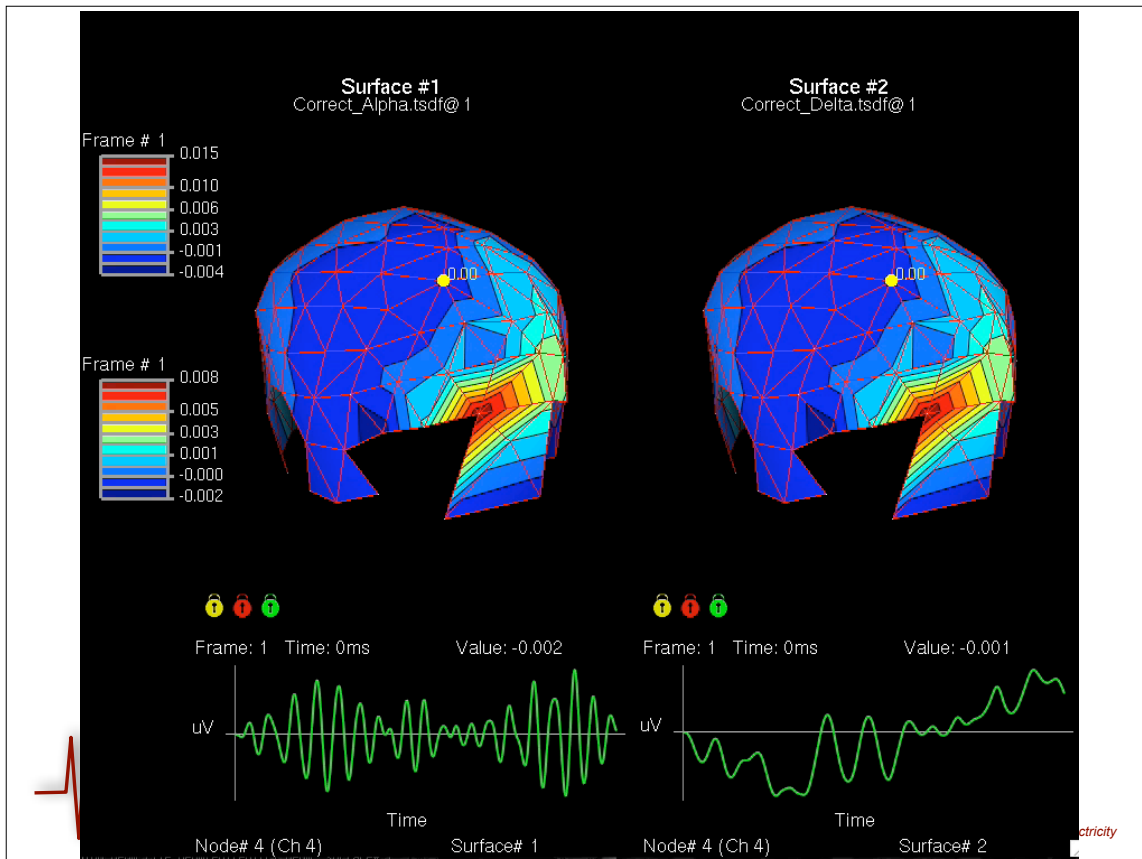 Surface #1
Correct_Alpha.tsdf@ 1
Surface #2
Correct_Delta.tsdf@ 1
Frame # 1
0.015
0.010
0.006
0.003
-0.001
-0.004
0.00
0.00
Frame # 1
0.008
0.005
0.003
0.001
-0.000
-0.002
Frame: 1 Time: 0ms Value: -0.002
Frame: 1 Time: 0ms Value: -0.001
uV
uV
Time
Time
Node# 4 (Ch 4) Surface# 1
Node# 4 (Ch 4) Surface# 2
ctricity